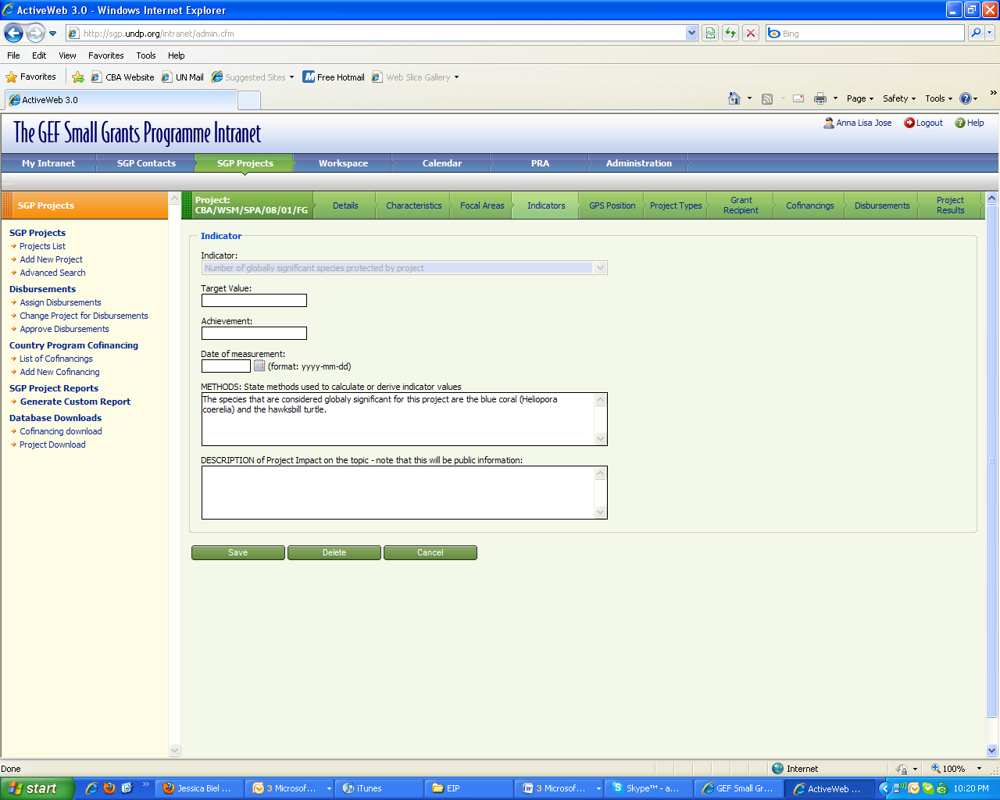 ActiveWeb 3.0 - Windows Internet Explorer
http://sgp.undp.org/intranet/admin.cfm
Bing
File Edit View Favorites Tools Help
Favorites CBA Website UN Mail Suggested Sites Free Hotmail Web Slice Gallery
ActiveWeb 3.0
Page Safety Tools
The GEF Small Grants Programme Intranet
Anna Lisa Jose Logout Help
My Intranet SGP Contacts SGP Projects Workspace Calendar PRA Administration
SGP Projects
SGP Projects
Projects List
Add New Project
Advanced Search
Disbursements
Assign Disbursements
Change Project for Disbursements
Approve Disbursements
Country Program Cofinancing
List of Cofinancings
Add New Cofinancing
SGP Project Reports
Generate Custom Report
Database Downloads
Cofinancing download
Project Download
Project:
CBA/WSM/SPA/08/01/FG
Details Characteristics Focal Areas Indicators GPS Position Project Types Grant Recipient Cofinancings Disbursements Project Results
Indicator
Indicator:
Number of globally significant species protected by project
Target Value:
Achievement:
Date of measurement:
(format: yyyy-mm-dd)
METHODS: State methods used to calculate or derive indicator values
The species that are considered globaly significant for this project are the blue coral (Heliopora
coerelia) and the hawksbill turtle.
DESCRIPTION of Project Impact on the topic - note that this will be public information:
Save Delete Cancel
Done
Internet
100%
start
Jessica Biel ...
3 Microsof...
iTunes
EIP
3 Microsof...
Skype™ - a...
GEF Small Gr...
ActiveWeb ...
10:20 PM